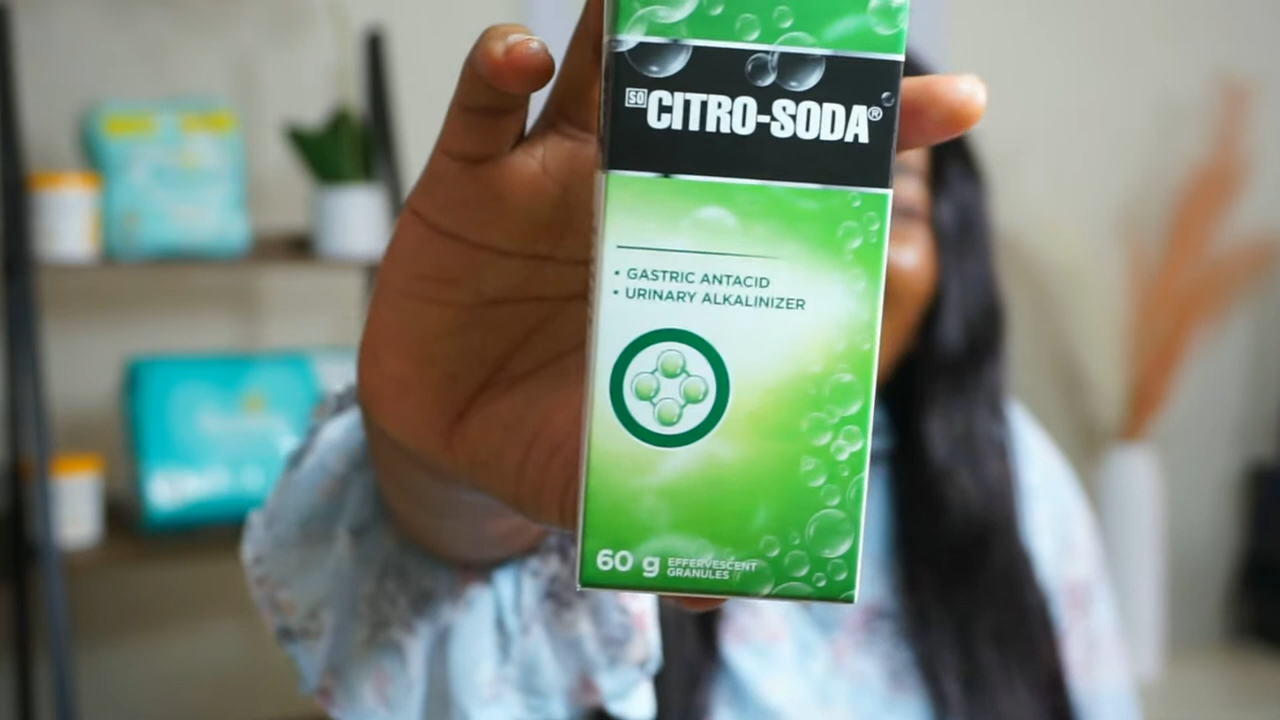 SO CITRO-SODA®
• GASTRIC ANTACID
• URINARY ALKALINIZER
60 g EFFERVESCENT
GRANULES